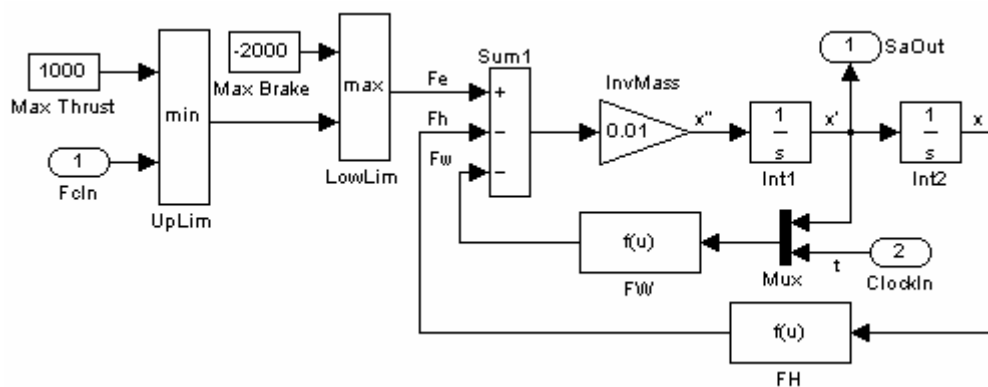 1000
Max Thrust
1
FcIn
min
UpLim
-2000
Max Brake
max
LowLim
Fe
Fh
Fw
Sum1
+
−
−
InvMass
0.01
x''
1
s
Int1
x'
1
SaOut
1
s
Int2
x
f(u)
FW
Mux
t
2
ClockIn
f(u)
FH